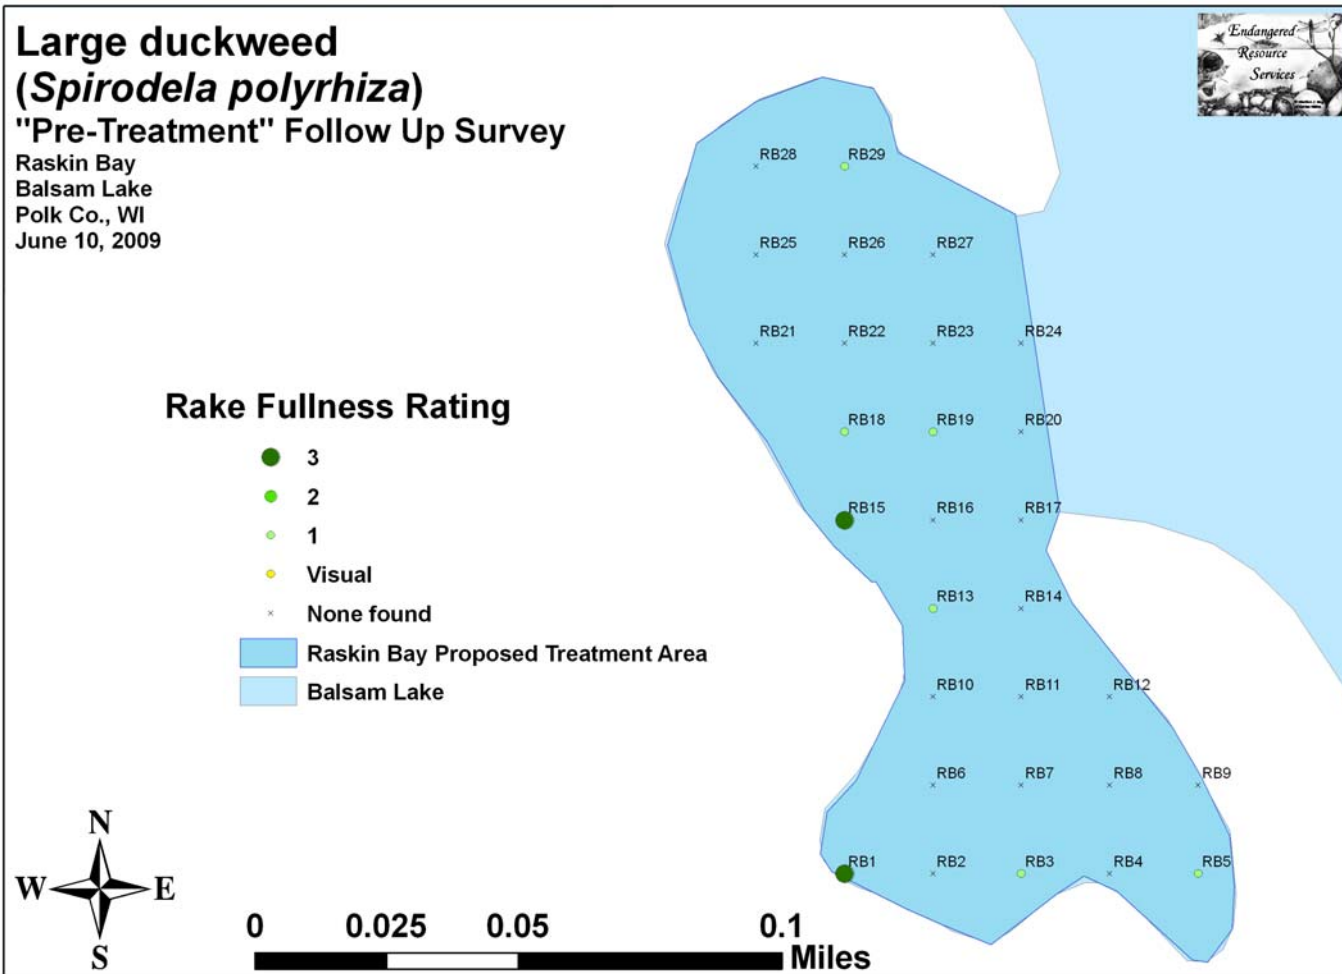 Large duckweed
(Spirodela polyrhiza)
"Pre-Treatment" Follow Up Survey
Raskin Bay
Balsam Lake
Polk Co., WI
June 10, 2009
Endangered
Resource
Services
RB28 RB29
RB25 RB26 RB27
RB21 RB22 RB23 RB24
RB18 RB19 RB20
RB15 RB16 RB17
RB13 RB14
RB10 RB11 RB12
RB6 RB7 RB8 RB9
RB1 RB2 RB3 RB4 RB5
Rake Fullness Rating
3
2
1
Visual
None found
Raskin Bay Proposed Treatment Area
Balsam Lake
N
W E
S
0 0.025 0.05 0.1
Miles